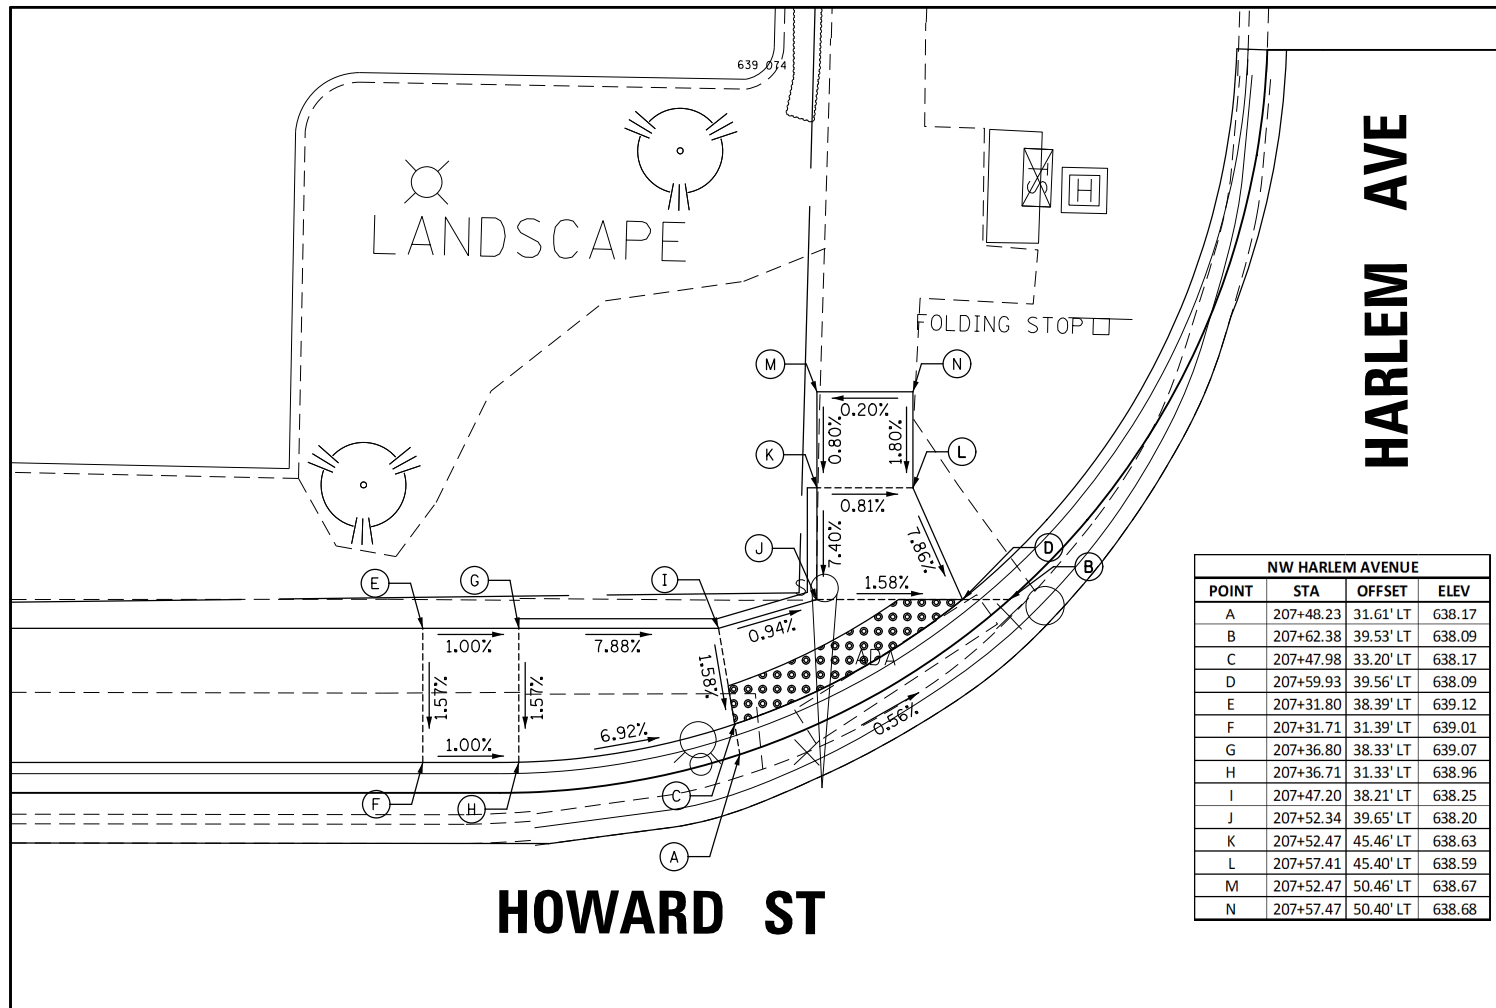 639 074
LANDSCAPE
SH
H
HARLEM AVE
FOLDING STOP
M
N
0.20%
0.80%
1.80%
K
L
0.81%
7.40%
7.86%
J
D
B
E
G
I
S
1.58%
1.00%
7.88%
0.94%
1.57%
1.57%
1.58%
ADA
6.92%
0.56%
1.00%
F
H
C
A
HOWARD ST
NW HARLEM AVENUE
POINT STA OFFSET ELEV
A 207+48.23 31.61' LT 638.17
B 207+62.38 39.53' LT 638.09
C 207+47.98 33.20' LT 638.17
D 207+59.93 39.56' LT 638.09
E 207+31.80 38.39' LT 639.12
F 207+31.71 31.39' LT 639.01
G 207+36.80 38.33' LT 639.07
H 207+36.71 31.33' LT 638.96
I 207+47.20 38.21' LT 638.25
J 207+52.34 39.65' LT 638.20
K 207+52.47 45.46' LT 638.63
L 207+57.41 45.40' LT 638.59
M 207+52.47 50.46' LT 638.67
N 207+57.47 50.40' LT 638.68